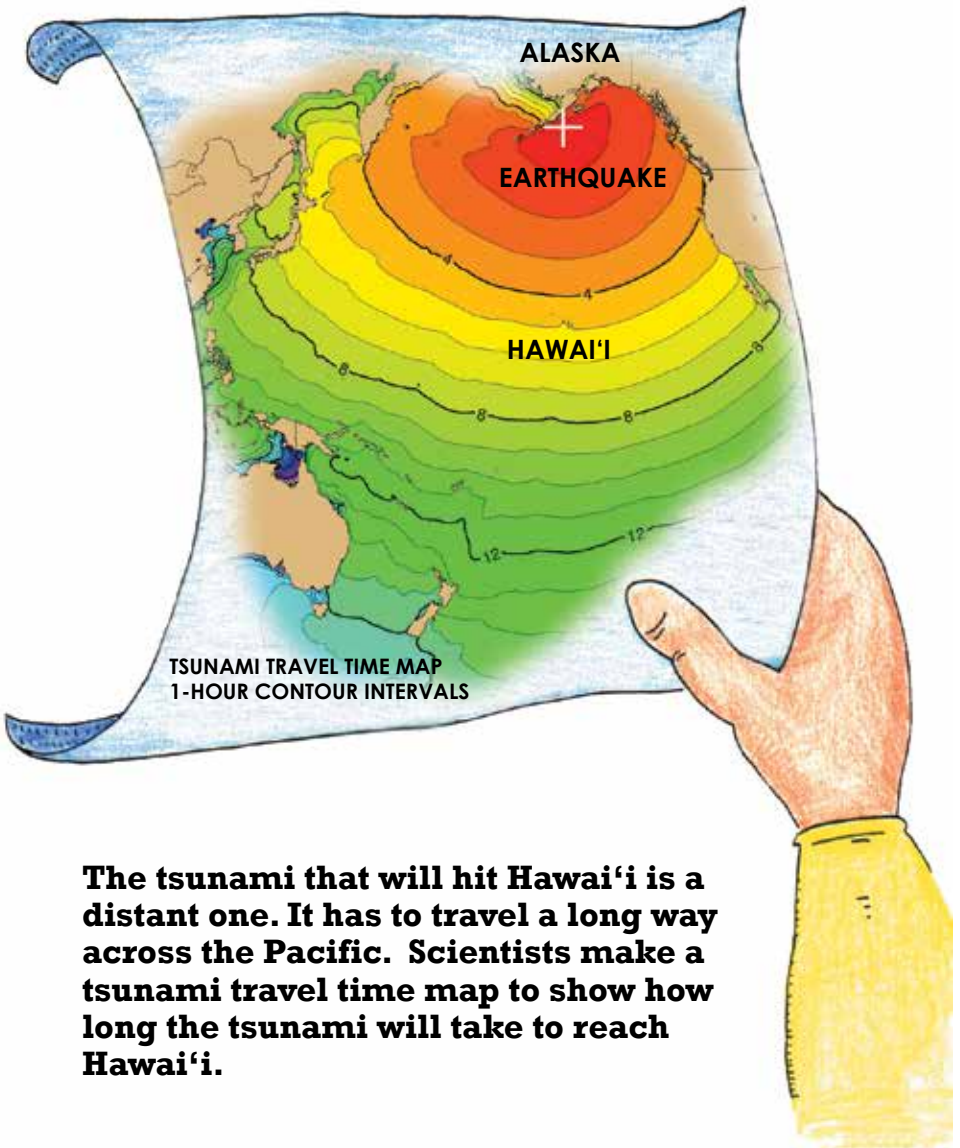 ALASKA
EARTHQUAKE
4
4
HAWAI‘I
8
8
8
8
12
12
TSUNAMI TRAVEL TIME MAP
1-HOUR CONTOUR INTERVALS
The tsunami that will hit Hawai‘i is a
distant one. It has to travel a long way
across the Pacific.  Scientists make a
tsunami travel time map to show how
long the tsunami will take to reach
Hawai‘i.